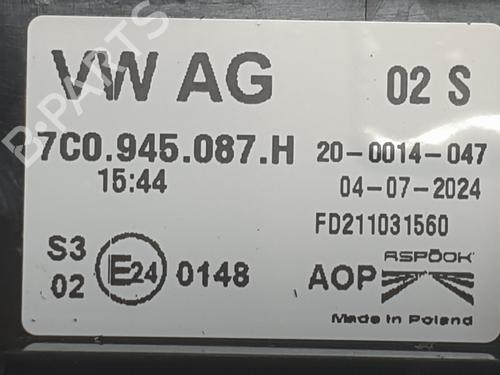 VW AG 02 S
7C0.945.087.H 20-0014-047
15:44 04-07-2024
FD211031560
S3
02 E24 0148 AOP ASPÖCK
Made in Poland
B-PARTS